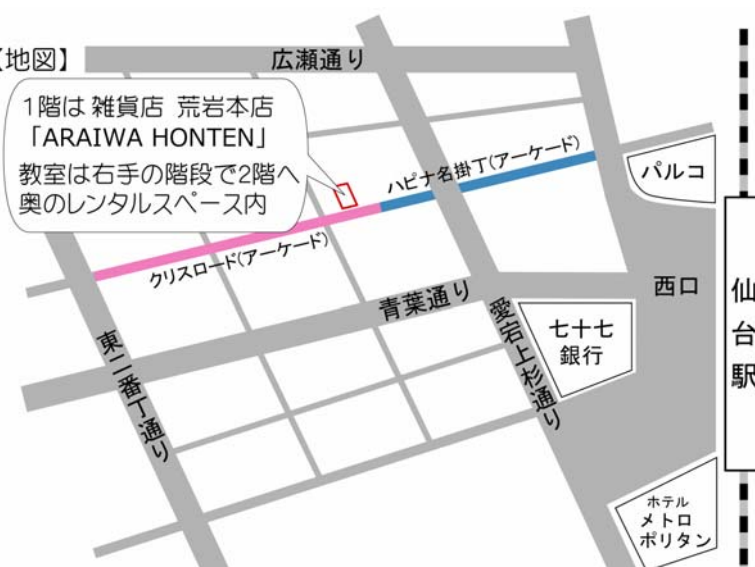 【地図】
広瀬通り
1階は 雑貨店 荒岩本店
「ARAIWA HONTEN」
教室は右手の階段で2階へ
奥のレンタルスペース内
ハピナ名掛丁(アーケード)
パルコ
クリスロード(アーケード)
青葉通り
西口
仙台駅
愛宕上杉通り
七十七
銀行
東二番丁通り
ホテル
メトロ
ポリタン